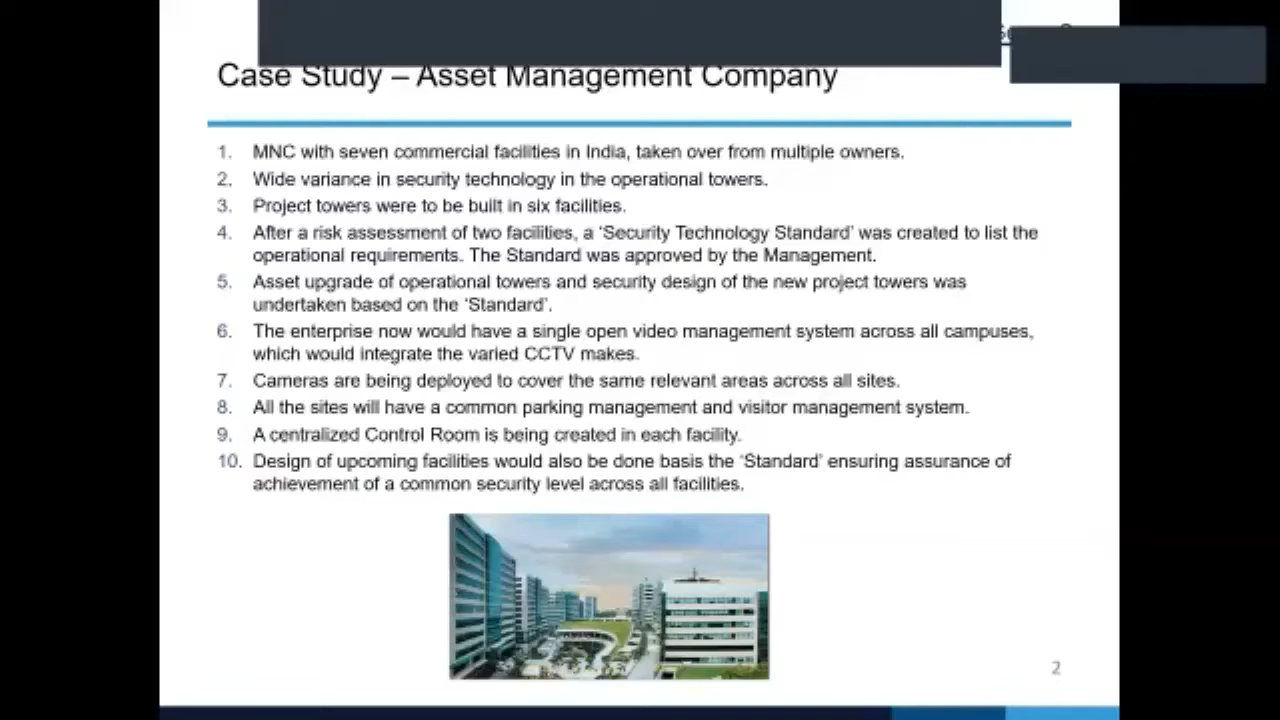 Case Study – Asset Management Company
1. MNC with seven commercial facilities in India, taken over from multiple owners.
2. Wide variance in security technology in the operational towers.
3. Project towers were to be built in six facilities.
4. After a risk assessment of two facilities, a ‘Security Technology Standard’ was created to list the
operational requirements. The Standard was approved by the Management.
5. Asset upgrade of operational towers and security design of the new project towers was
undertaken based on the ‘Standard’.
6. The enterprise now would have a single open video management system across all campuses,
which would integrate the varied CCTV makes.
7. Cameras are being deployed to cover the same relevant areas across all sites.
8. All the sites will have a common parking management and visitor management system.
9. A centralized Control Room is being created in each facility.
10. Design of upcoming facilities would also be done basis the ‘Standard’ ensuring assurance of
achievement of a common security level across all facilities.
2